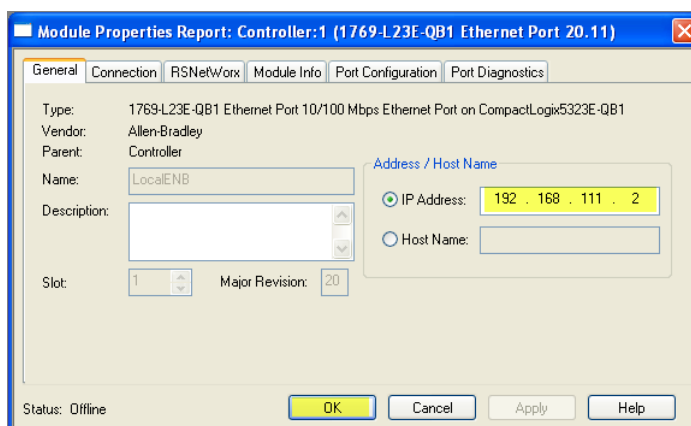 Module Properties Report: Controller:1 (1769-L23E-QB1 Ethernet Port 20.11)
General Connection RSNetWorx Module Info Port Configuration Port Diagnostics
Type: 1769-L23E-QB1 Ethernet Port 10/100 Mbps Ethernet Port on CompactLogix5323E-QB1
Vendor: Allen-Bradley
Parent: Controller
Address / Host Name
Name: LocalENB
IP Address: 192 . 168 . 111 . 2
Description:
Host Name:
Slot: 1 Major Revision: 20
Status: Offline OK Cancel Apply Help